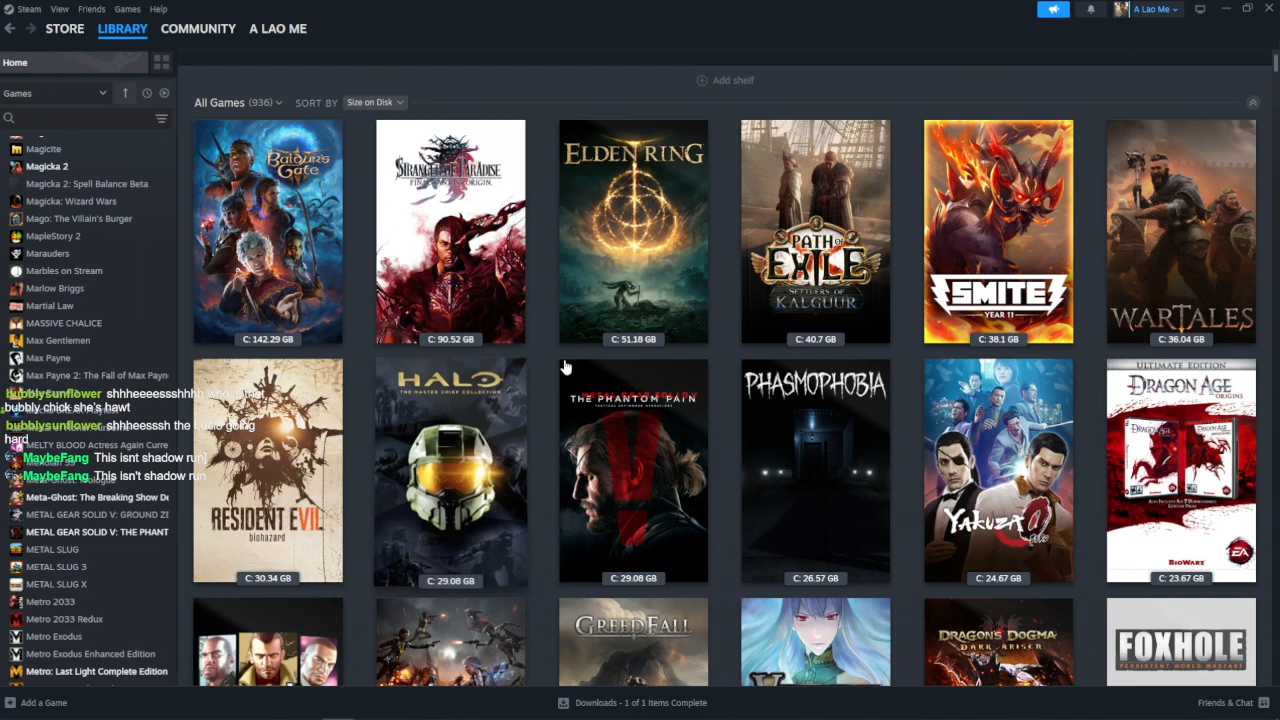 Steam View Friends Games Help
A Lao Me
STORE LIBRARY COMMUNITY A LAO ME
Home
Add shelf
Games
All Games (936) SORT BY Size on Disk
Magicite
Magicka 2
Magicka 2: Spell Balance Beta
Magicka: Wizard Wars
Mago: The Villain's Burger
MapleStory 2
Marauders
Marbles on Stream
Marlow Briggs
Martial Law
MASSIVE CHALICE
Max Gentlemen
Max Payne
Max Payne 2: The Fall of Max Payn
bubblysunflower shhheeeessshhhh who is that
bubbly chick she's hawt
bubblysunflower shhheesssh the Lucid going
hard
MELTY BLOOD Actress Again Curre
MaybeFang This isnt shadow run]
MaybeFang This isn't shadow run
Meta-Ghost: The Breaking Show De
METAL GEAR SOLID V: GROUND ZE
METAL GEAR SOLID V: THE PHANT
METAL SLUG
METAL SLUG 3
METAL SLUG X
Metro 2033
Metro 2033 Redux
Metro Exodus
Metro Exodus Enhanced Edition
Metro: Last Light Complete Edition
BALDUR'S GATE
C: 142.29 GB
STRANGER OF PARADISE
FINAL FANTASY ORIGIN
C: 90.52 GB
ELDEN RING
C: 51.18 GB
PATH OF EXILE
SETTLERS OF KALGUUR
C: 40.7 GB
SMITE
YEAR 11
C: 38.1 GB
WARTALES
C: 36.04 GB
RESIDENT EVIL
biohazard
C: 30.34 GB
HALO
THE MASTER CHIEF COLLECTION
C: 29.08 GB
METAL GEAR SOLID V
THE PHANTOM PAIN
TACTICAL ESPIONAGE OPERATIONS
C: 29.08 GB
PHASMOPHOBIA
C: 26.57 GB
YAKUZA 0
C: 24.67 GB
ULTIMATE EDITION
DRAGON AGE
ORIGINS
BIOWARE
EA
C: 23.67 GB
GREEDFALL
DRAGON'S DOGMA
DARK ARISEN
FOXHOLE
PERSISTENT WORLD WARFARE
Add a Game
Downloads - 1 of 1 Items Complete
Friends & Chat